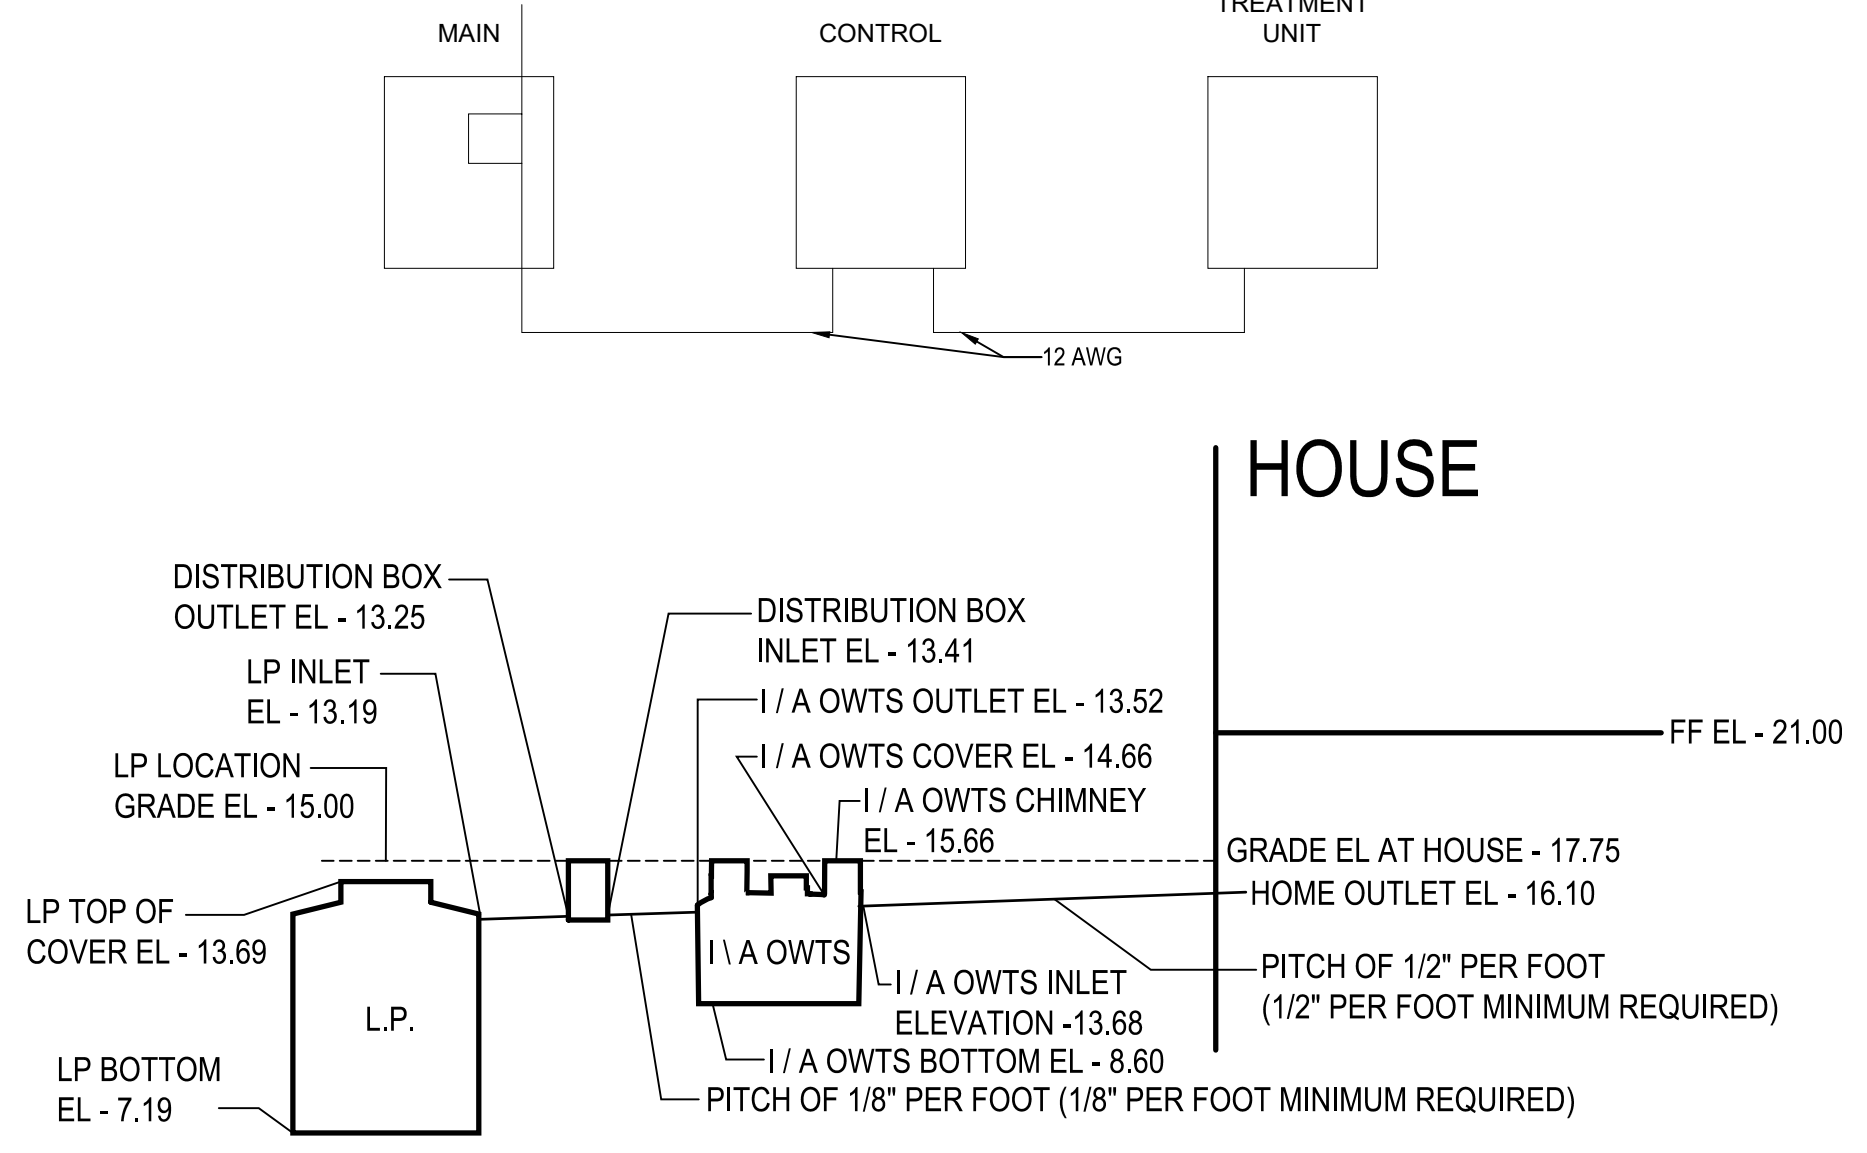 MAIN
CONTROL
TREATMENT
UNIT
12 AWG
HOUSE
DISTRIBUTION BOX
OUTLET EL - 13.25
LP INLET
EL - 13.19
LP LOCATION
GRADE EL - 15.00
LP TOP OF
COVER EL - 13.69
L.P.
LP BOTTOM
EL - 7.19
DISTRIBUTION BOX
INLET EL - 13.41
I / A OWTS OUTLET EL - 13.52
I / A OWTS COVER EL - 14.66
I / A OWTS CHIMNEY
EL - 15.66
I \ A OWTS
I / A OWTS INLET
ELEVATION -13.68
I / A OWTS BOTTOM EL - 8.60
PITCH OF 1/8" PER FOOT (1/8" PER FOOT MINIMUM REQUIRED)
FF EL - 21.00
GRADE EL AT HOUSE - 17.75
HOME OUTLET EL - 16.10
PITCH OF 1/2" PER FOOT
(1/2" PER FOOT MINIMUM REQUIRED)